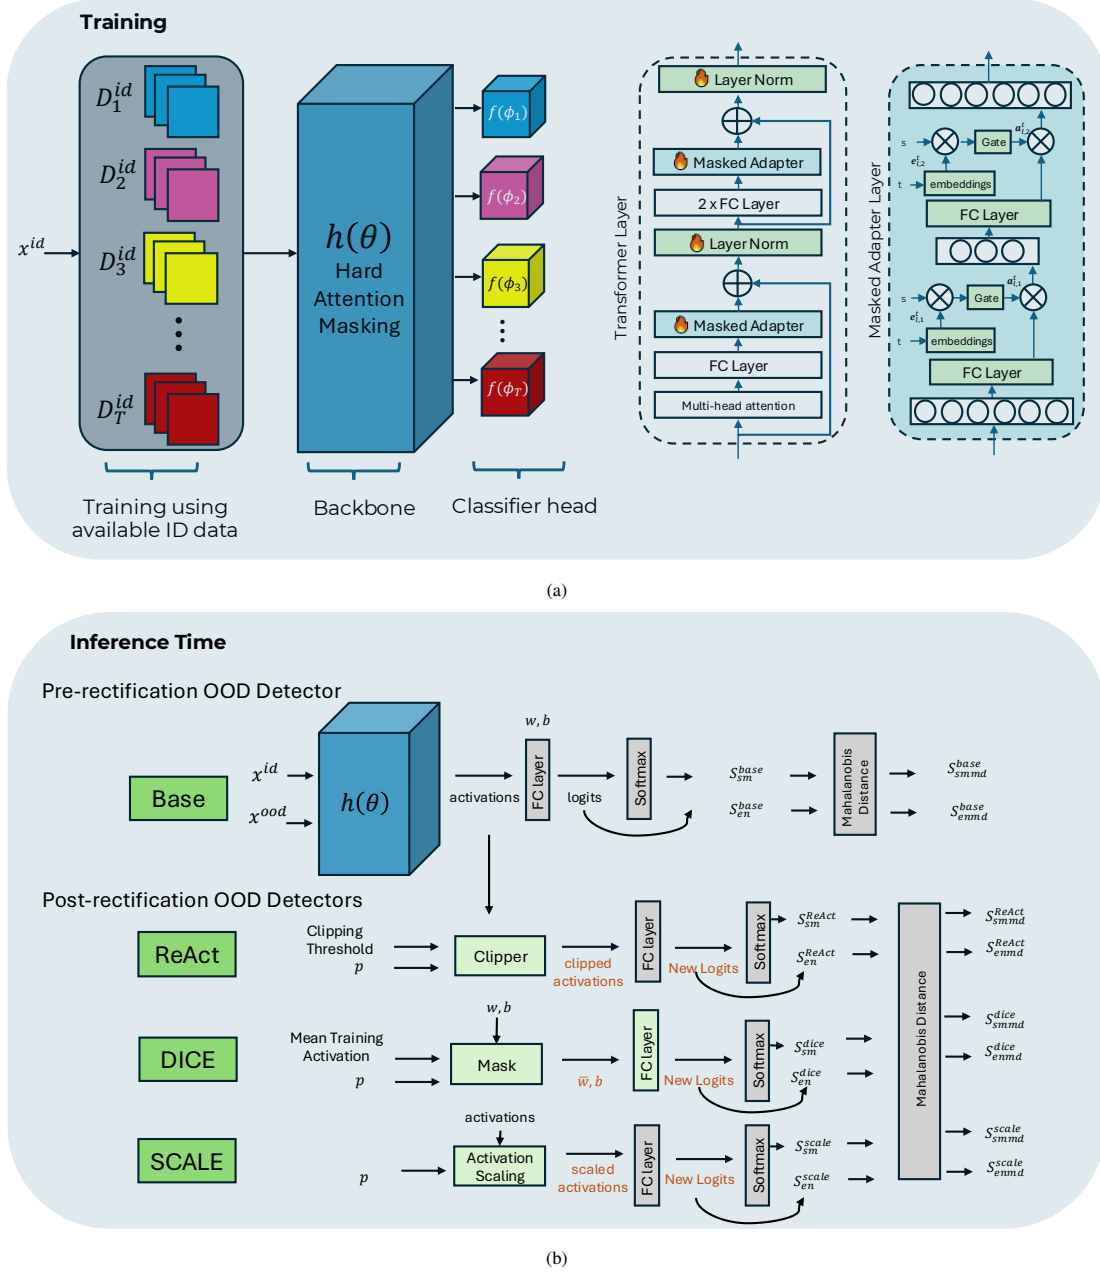 Training
D_1^{id}
D_2^{id}
x^{id}
D_3^{id}
D_T^{id}
Training using
available ID data
h(θ)
Hard
Attention
Masking
Backbone
f(ϕ_1)
f(ϕ_2)
f(ϕ_3)
f(ϕ_T)
Classifier head
Transformer Layer
Layer Norm
Masked Adapter
2 x FC Layer
Layer Norm
Masked Adapter
FC Layer
Multi-head attention
Masked Adapter Layer
s
Gate
a_{l,2}^t
e_{l,2}^t
t
embeddings
FC Layer
s
Gate
a_{l,1}^t
e_{l,1}^t
t
embeddings
FC Layer
(a)
Inference Time
Pre-rectification OOD Detector
Base
x^{id}
x^{ood}
h(θ)
activations
w, b
FC layer
logits
Softmax
S_{sm}^{base}
S_{en}^{base}
Mahalanobis
Distance
S_{smmd}^{base}
S_{enmd}^{base}
Post-rectification OOD Detectors
ReAct
Clipping
Threshold
p
Clipper
clipped
activations
FC layer
New Logits
Softmax
S_{sm}^{ReAct}
S_{en}^{ReAct}
DICE
Mean Training
Activation
p
w, b
Mask
w̅, b
FC layer
New Logits
Softmax
S_{sm}^{dice}
S_{en}^{dice}
SCALE
p
activations
Activation
Scaling
scaled
activations
FC layer
New Logits
Softmax
S_{sm}^{scale}
S_{en}^{scale}
Mahalanobis Distance
S_{smmd}^{ReAct}
S_{enmd}^{ReAct}
S_{smmd}^{dice}
S_{enmd}^{dice}
S_{smmd}^{scale}
S_{enmd}^{scale}
(b)